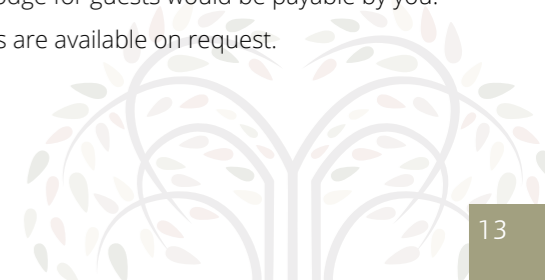 for guests would be payable by you.
are available on request.
13